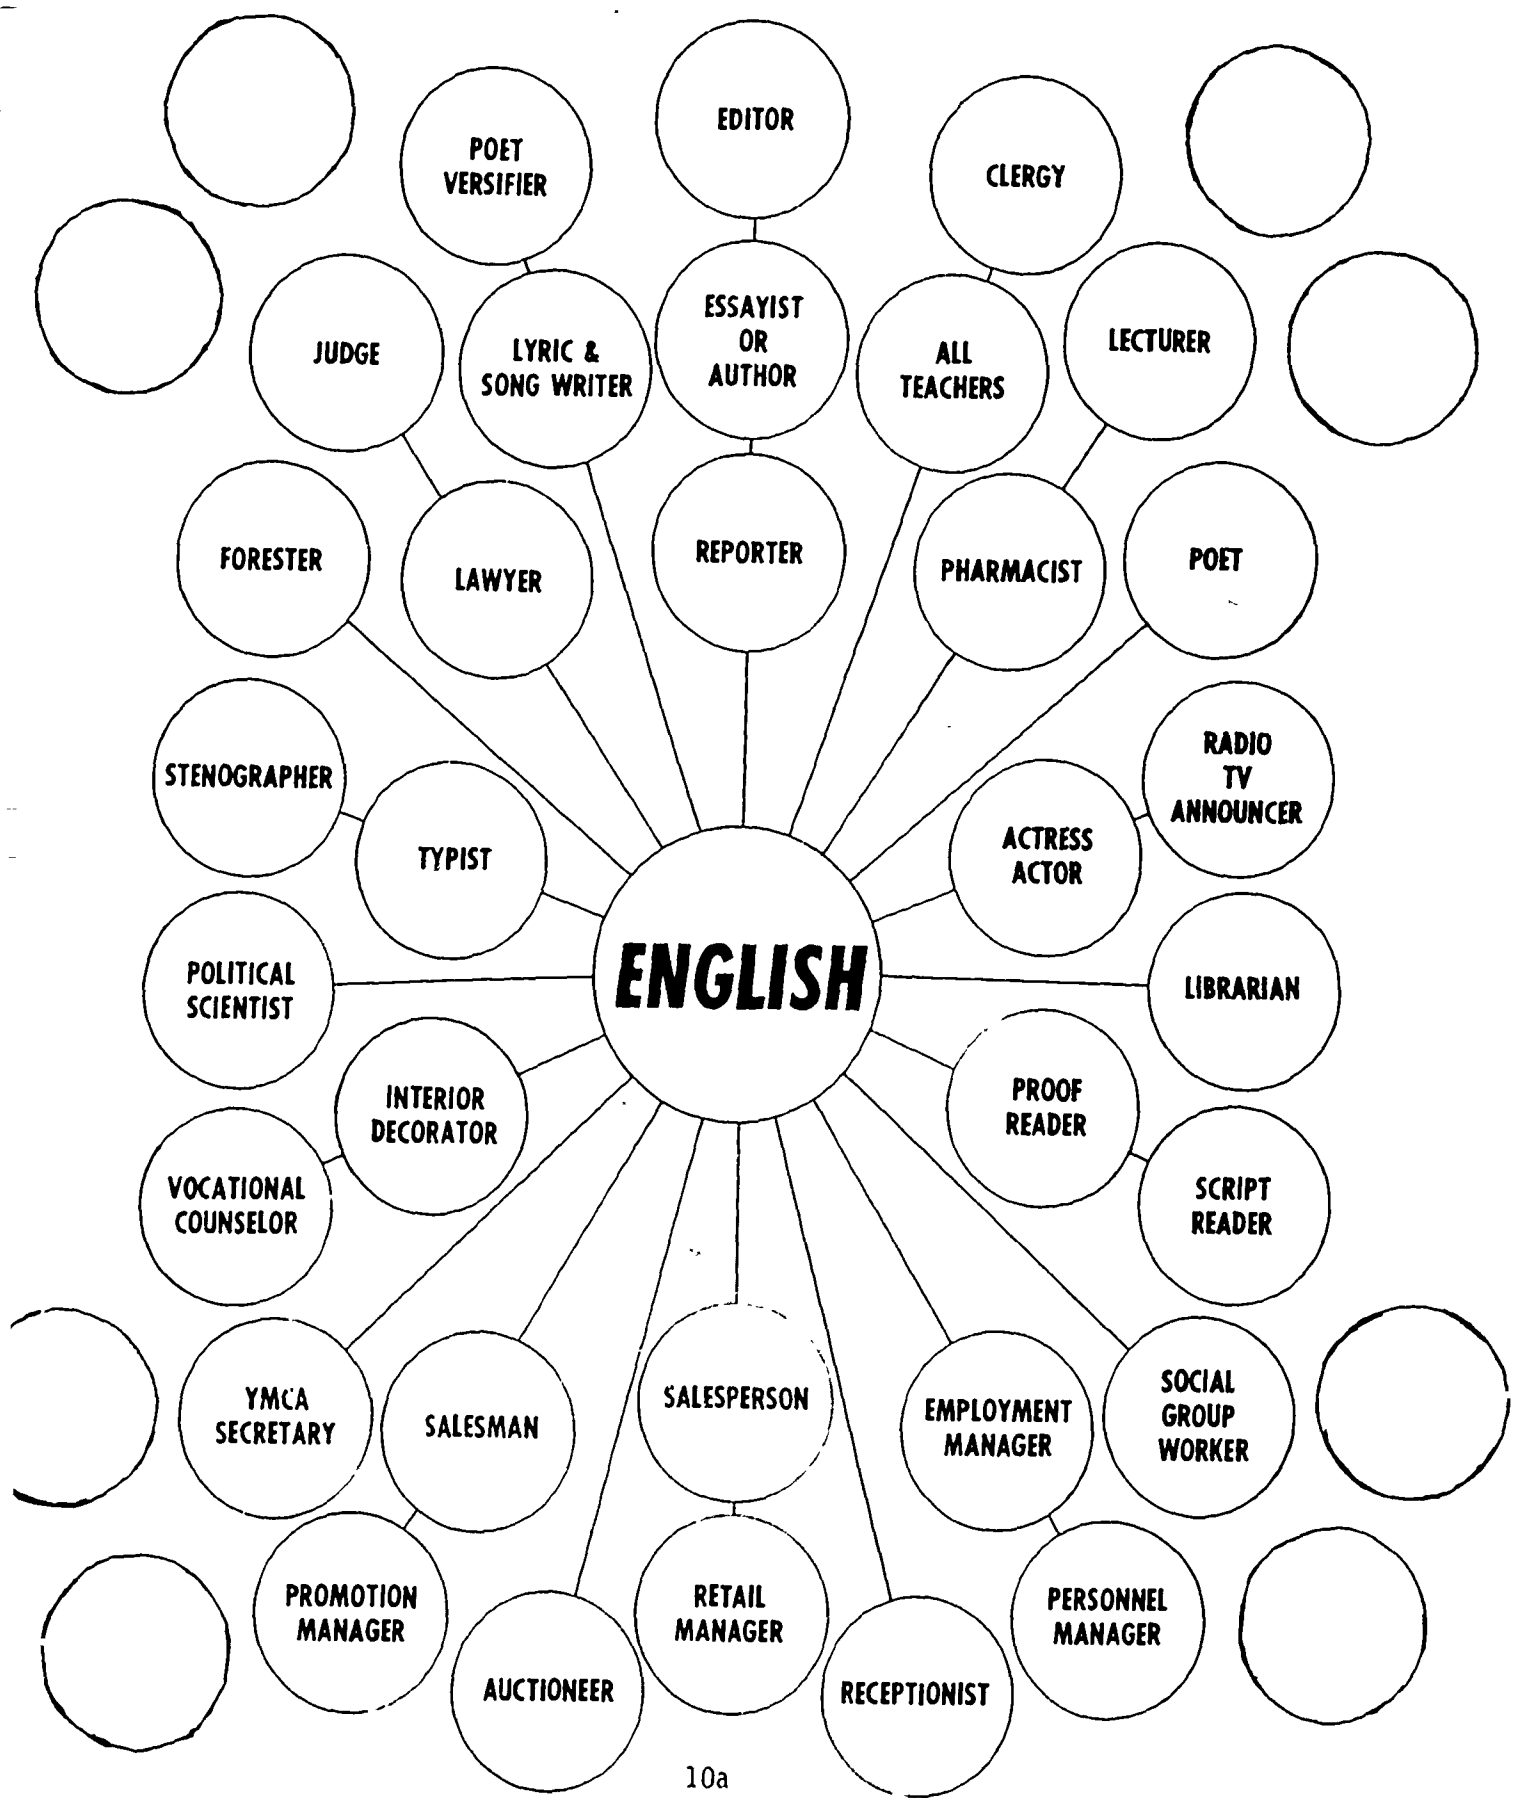 EDITOR
POET
VERSIFIER
CLERGY
ESSAYIST
OR
AUTHOR
JUDGE
LYRIC &
SONG WRITER
ALL
TEACHERS
LECTURER
FORESTER
LAWYER
REPORTER
PHARMACIST
POET
STENOGRAPHER
TYPIST
ACTRESS
ACTOR
RADIO
TV
ANNOUNCER
POLITICAL
SCIENTIST
ENGLISH
LIBRARIAN
INTERIOR
DECORATOR
PROOF
READER
VOCATIONAL
COUNSELOR
SCRIPT
READER
YMCA
SECRETARY
SALESMAN
SALESPERSON
EMPLOYMENT
MANAGER
SOCIAL
GROUP
WORKER
PROMOTION
MANAGER
AUCTIONEER
RETAIL
MANAGER
RECEPTIONIST
PERSONNEL
MANAGER
10a